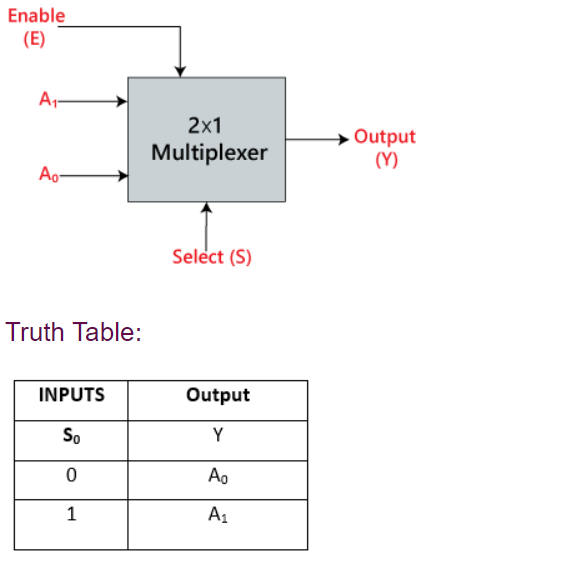 Enable
(E)
A₁
2x1
Multiplexer
Output
(Y)
A₀
Select (S)
Truth Table:
INPUTS Output
S₀ Y
0 A₀
1 A₁